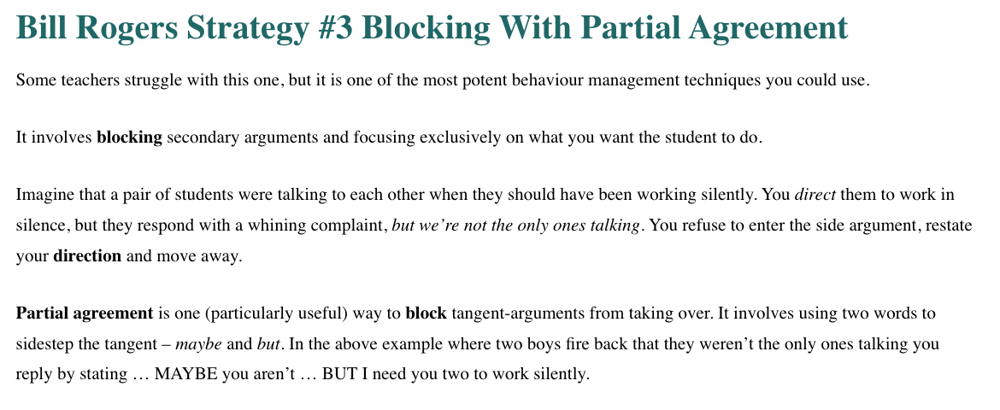 Bill Rogers Strategy #3 Blocking With Partial Agreement
Some teachers struggle with this one, but it is one of the most potent behaviour management techniques you could use.
It involves blocking secondary arguments and focusing exclusively on what you want the student to do.
Imagine that a pair of students were talking to each other when they should have been working silently. You direct them to work in
silence, but they respond with a whining complaint, but we’re not the only ones talking. You refuse to enter the side argument, restate
your direction and move away.
Partial agreement is one (particularly useful) way to block tangent-arguments from taking over. It involves using two words to
sidestep the tangent – maybe and but. In the above example where two boys fire back that they weren’t the only ones talking you
reply by stating … MAYBE you aren’t … BUT I need you two to work silently.